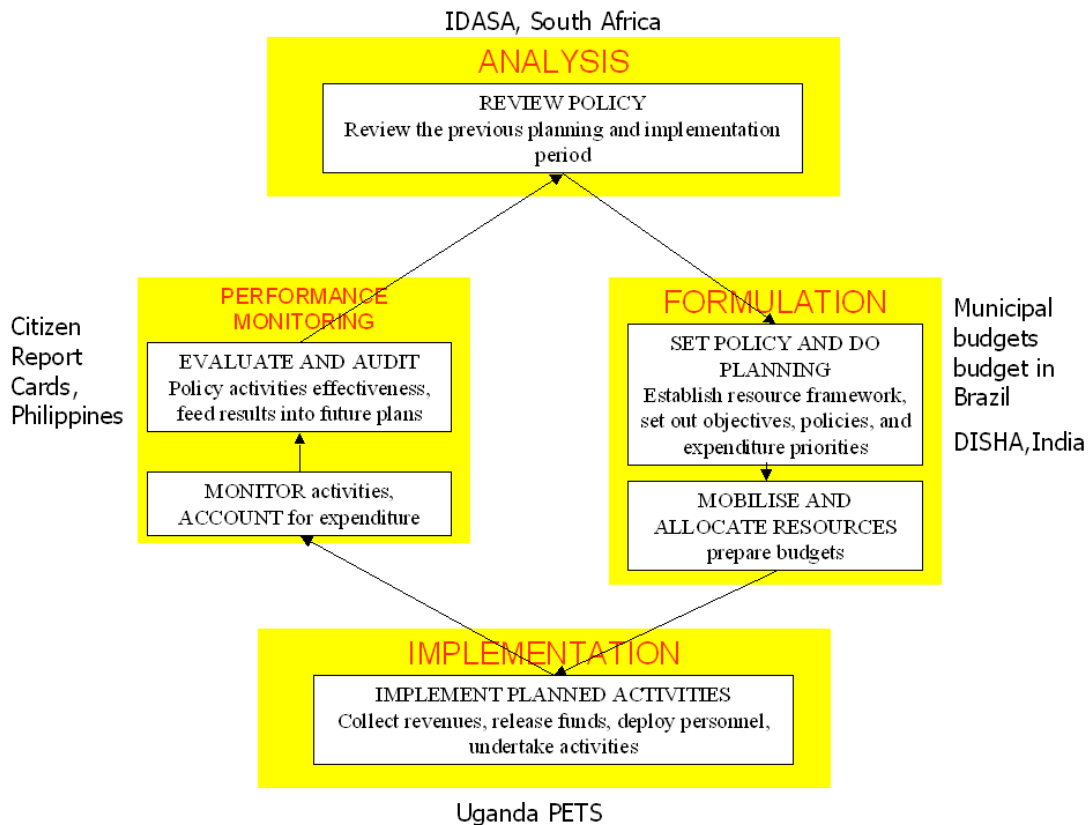 IDASA, South Africa
ANALYSIS
REVIEW POLICY
Review the previous planning and implementation
period
PERFORMANCE
MONITORING
EVALUATE AND AUDIT
Policy activities effectiveness,
feed results into future plans
MONITOR activities,
ACCOUNT for expenditure
Citizen
Report
Cards,
Philippines
FORMULATION
SET POLICY AND DO
PLANNING
Establish resource framework,
set out objectives, policies, and
expenditure priorities
MOBILISE AND
ALLOCATE RESOURCES
prepare budgets
Municipal
budgets
budget in
Brazil
DISHA,India
IMPLEMENTATION
IMPLEMENT PLANNED ACTIVITIES
Collect revenues, release funds, deploy personnel,
undertake activities
Uganda PETS